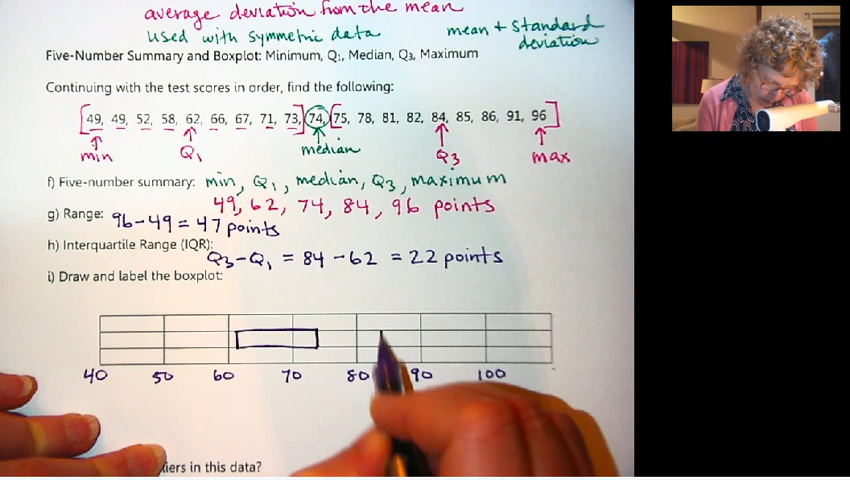 average deviation from the mean
used with symmetric data
mean + standard deviation
Five-Number Summary and Boxplot: Minimum, Q₁, Median, Q₃, Maximum
Continuing with the test scores in order, find the following:
[49, 49, 52, 58, 62, 66, 67, 71, 73,] 74, [75, 78, 81, 82, 84, 85, 86, 91, 96]
min Q₁ median Q₃ max
f) Five-number summary: min, Q₁, median, Q₃, maximum
49, 62, 74, 84, 96 points
g) Range: 96-49 = 47 points
h) Interquartile Range (IQR):
Q₃-Q₁ = 84-62 = 22 points
i) Draw and label the boxplot:
40 50 60 70 80 90 100
in this data?